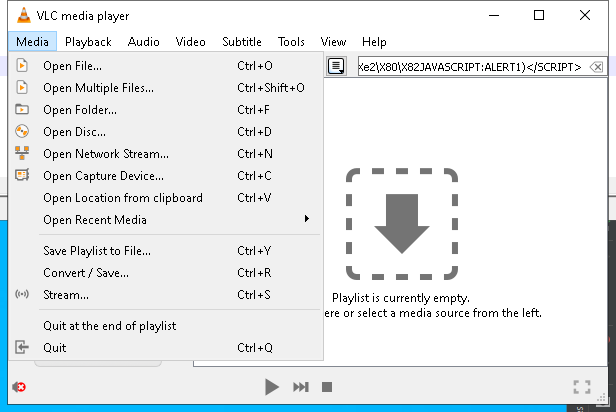 VLC media player
Media Playback Audio Video Subtitle Tools View Help
Xe2\X80\X82JAVASCRIPT:ALERT1)</SCRIPT>
Open File... Ctrl+O
Open Multiple Files... Ctrl+Shift+O
Open Folder... Ctrl+F
Open Disc... Ctrl+D
Open Network Stream... Ctrl+N
Open Capture Device... Ctrl+C
Open Location from clipboard Ctrl+V
Open Recent Media
Save Playlist to File... Ctrl+Y
Convert / Save... Ctrl+R
Stream... Ctrl+S
Quit at the end of playlist
Quit Ctrl+Q
Playlist is currently empty.
ere or select a media source from the left.